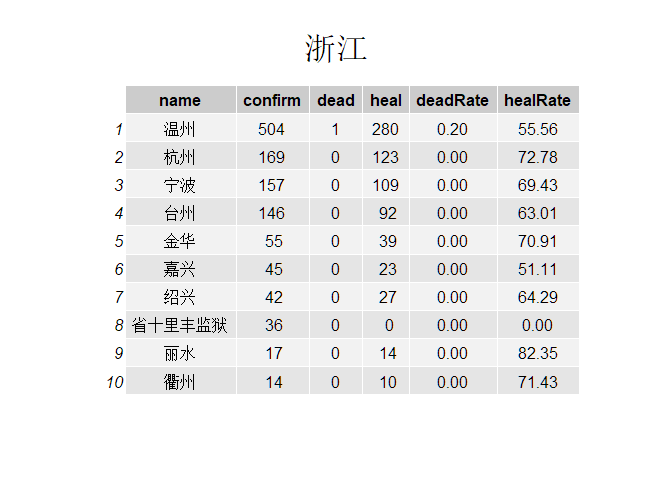 浙江
name confirm dead heal deadRate healRate
1 温州 504 1 280 0.20 55.56
2 杭州 169 0 123 0.00 72.78
3 宁波 157 0 109 0.00 69.43
4 台州 146 0 92 0.00 63.01
5 金华 55 0 39 0.00 70.91
6 嘉兴 45 0 23 0.00 51.11
7 绍兴 42 0 27 0.00 64.29
8 省十里丰监狱 36 0 0 0.00 0.00
9 丽水 17 0 14 0.00 82.35
10 衢州 14 0 10 0.00 71.43